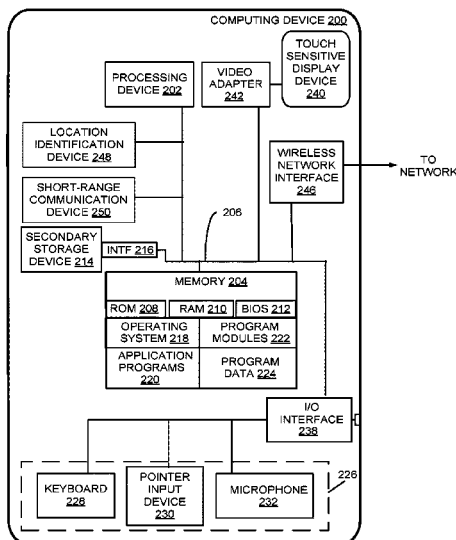 COMPUTING DEVICE 200
TOUCH
SENSITIVE
DISPLAY
DEVICE
240
PROCESSING
DEVICE 202
VIDEO
ADAPTER
242
LOCATION
IDENTIFICATION
DEVICE 248
WIRELESS
NETWORK
INTERFACE
246
TO
NETWORK
SHORT-RANGE
COMMUNICATION
DEVICE 250
206
SECONDARY
STORAGE
DEVICE 214
INTF 216
MEMORY 204
ROM 208
RAM 210
BIOS 212
OPERATING
SYSTEM 218
PROGRAM
MODULES 222
APPLICATION
PROGRAMS
220
PROGRAM
DATA 224
I/O
INTERFACE
238
226
KEYBOARD
228
POINTER
INPUT
DEVICE
230
MICROPHONE
232